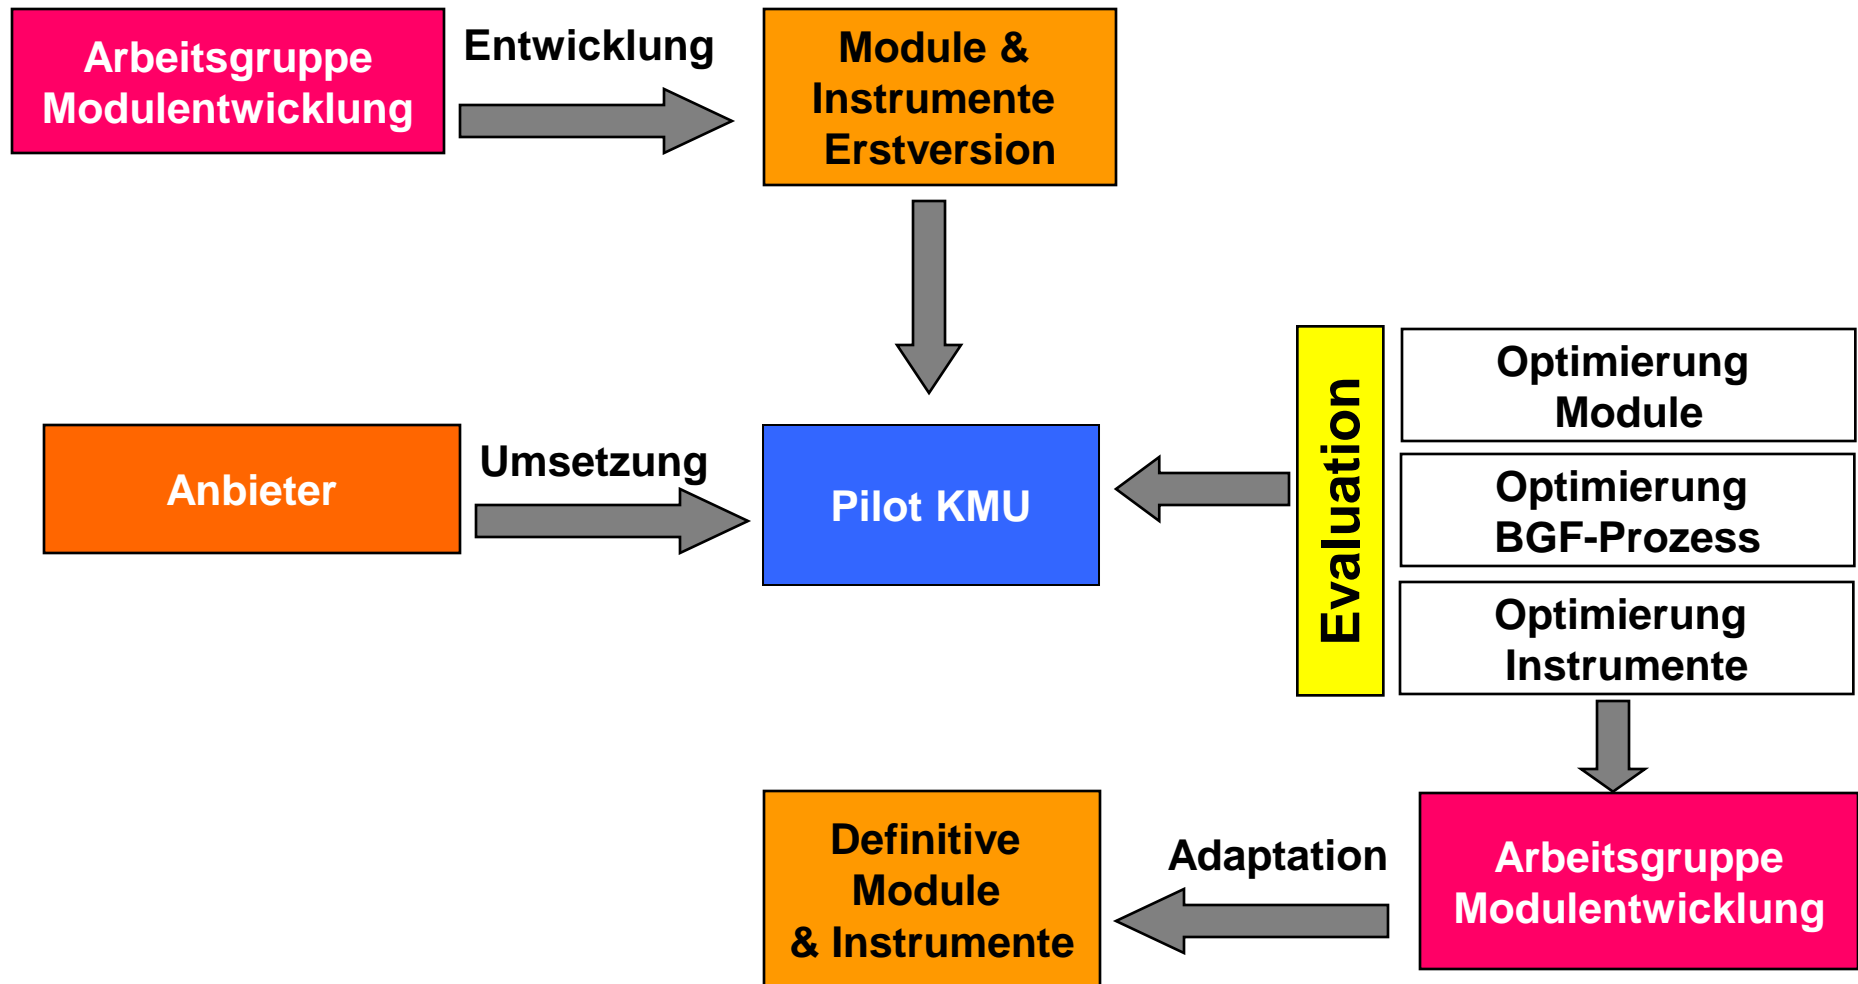 Arbeitsgruppe
Modulentwicklung
Entwicklung
Module &
Instrumente
Erstversion
Anbieter
Umsetzung
Pilot KMU
Evaluation
Optimierung
Module
Optimierung
BGF-Prozess
Optimierung
Instrumente
Definitive
Module
& Instrumente
Adaptation
Arbeitsgruppe
Modulentwicklung